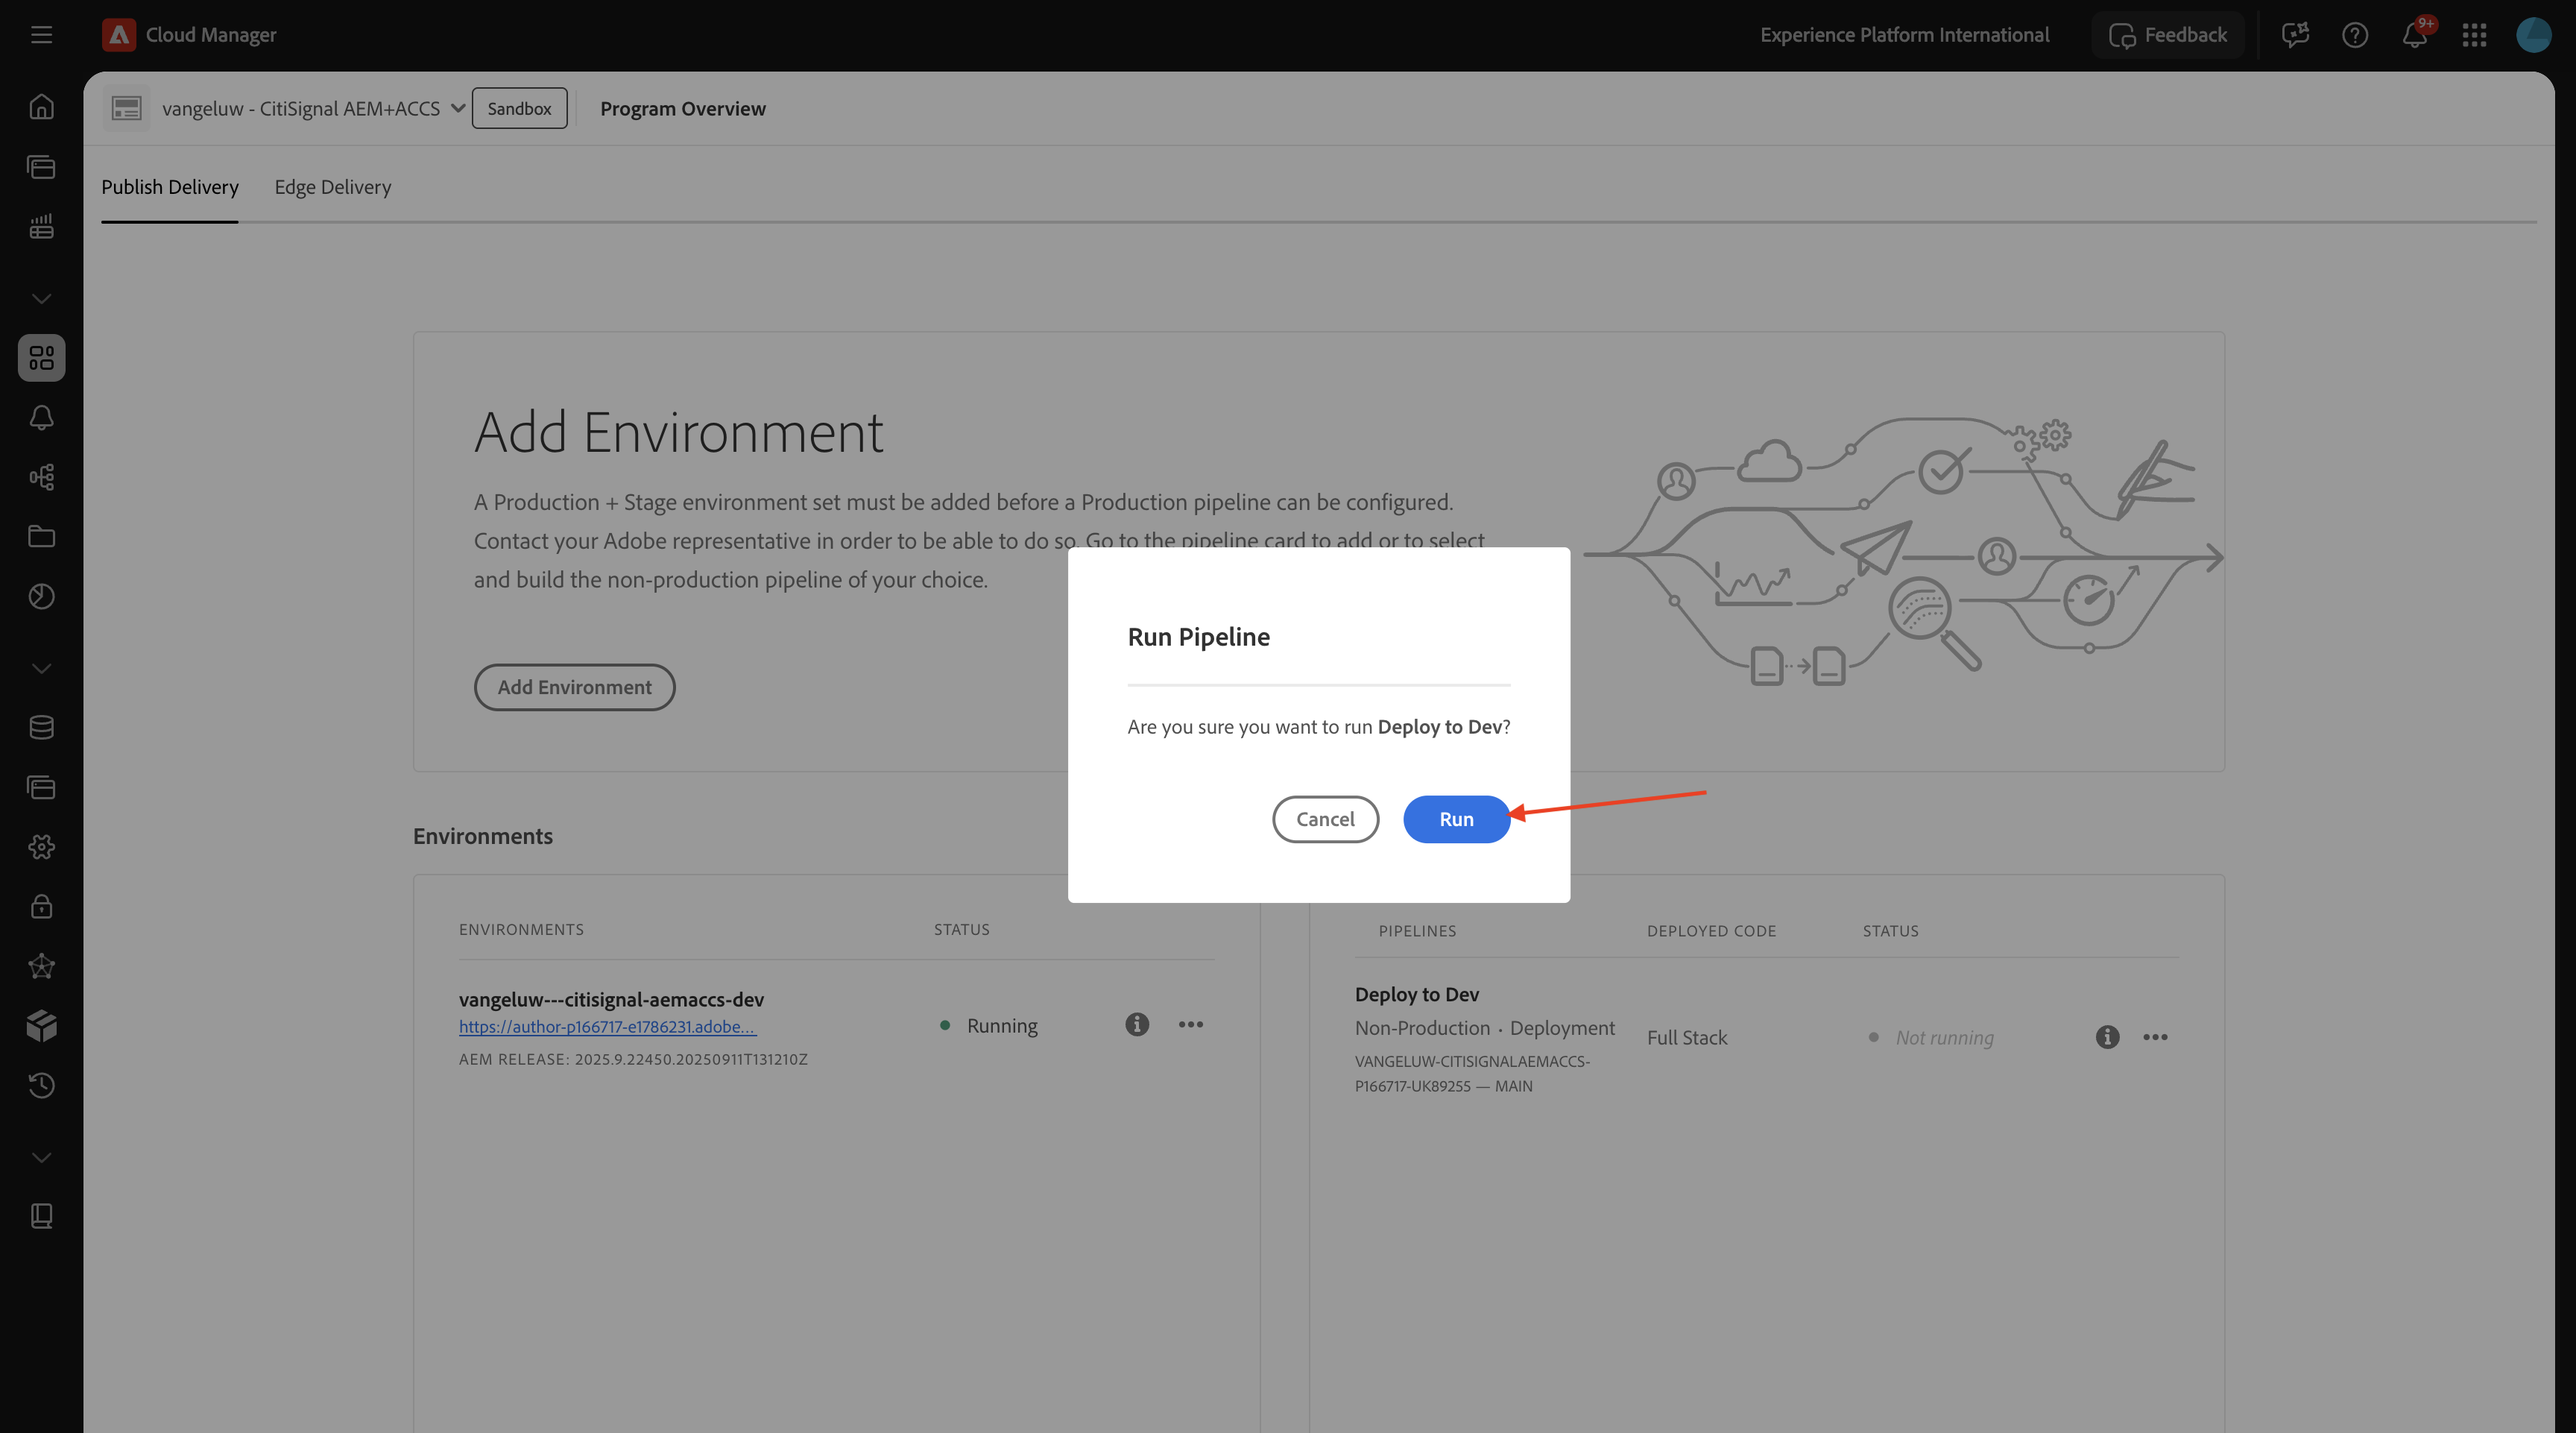 Cloud Manager
Experience Platform International
Feedback
9+
vangeluw - CitiSignal AEM+ACCS
Sandbox
Program Overview
Publish Delivery
Edge Delivery
Add Environment
A Production + Stage environment set must be added before a Production pipeline can be configured.
Contact your Adobe representative in order to be able to do so. Go to the pipeline card to add or to select
and build the non-production pipeline of your choice.
Add Environment
Run Pipeline
Are you sure you want to run Deploy to Dev?
Cancel
Run
Environments
ENVIRONMENTS
STATUS
vangeluw---citisignal-aemaccs-dev
https://author-p166717-e1786231.adobe...
Running
AEM RELEASE: 2025.9.22450.20250911T131210Z
PIPELINES
DEPLOYED CODE
STATUS
Deploy to Dev
Non-Production · Deployment
Full Stack
Not running
VANGELUW-CITISIGNALAEMACCS-
P166717-UK89255 — MAIN